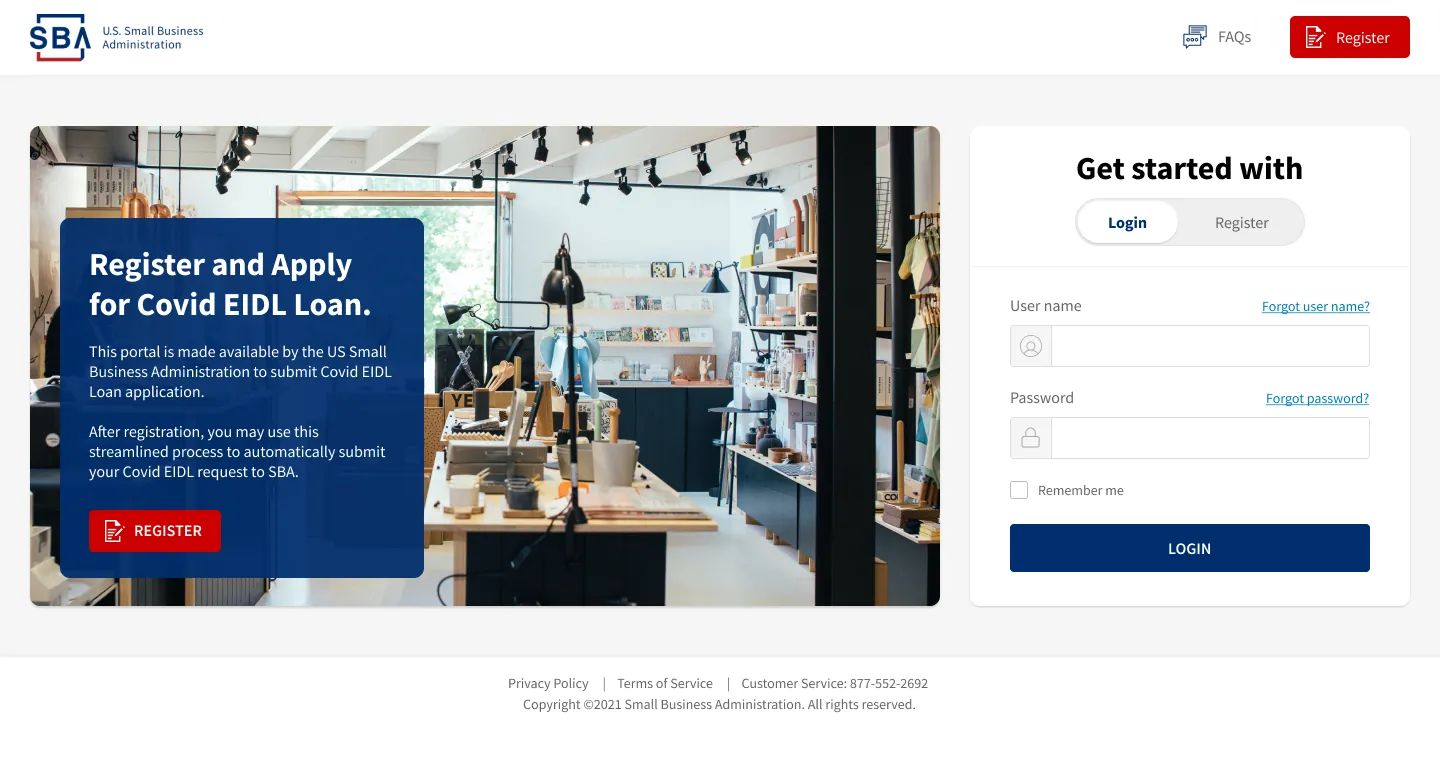 SBA
U.S. Small Business
Administration
FAQs
Register
Register and Apply
for Covid EIDL Loan.
This portal is made available by the US Small
Business Administration to submit Covid EIDL
Loan application.
After registration, you may use this
streamlined process to automatically submit
your Covid EIDL request to SBA.
REGISTER
YE
Get started with
Login
Register
User name
Forgot user name?
Password
Forgot password?
Remember me
LOGIN
Privacy Policy | Terms of Service | Customer Service: 877-552-2692
Copyright ©2021 Small Business Administration. All rights reserved.